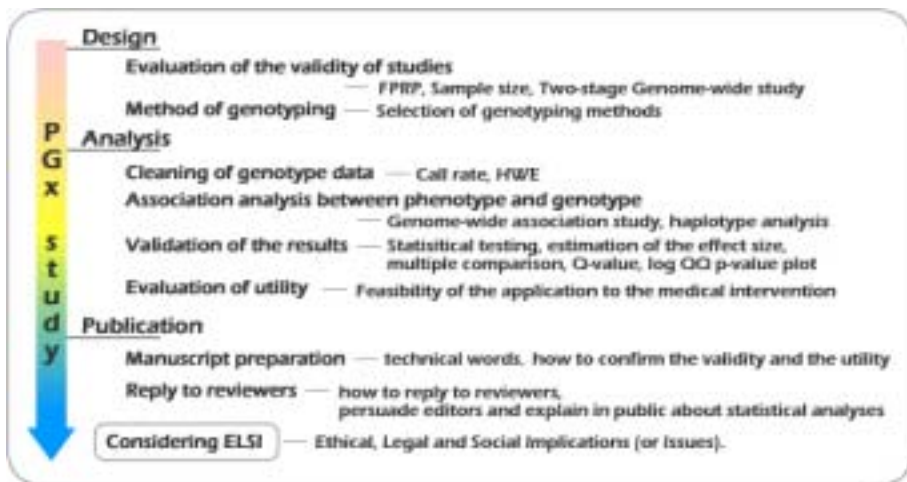 Design
Evaluation of the validity of studies
FPRP, Sample size, Two-stage Genome-wide study
Method of genotyping — Selection of genotyping methods
Analysis
Cleaning of genotype data — Call rate, HWE
Association analysis between phenotype and genotype
Genome-wide association study, haplotype analysis
Validation of the results — Statisitical testing, estimation of the effect size,
multiple comparison, Q-value, log QQ p-value plot
Evaluation of utility — Feasibility of the application to the medical intervention
Publication
Manuscript preparation — technical words, how to confirm the validity and the utility
Reply to reviewers — how to reply to reviewers,
persuade editors and explain in public about statistical analyses
Considering ELSI — Ethical, Legal and Social Implications (or Issues).
PGx study